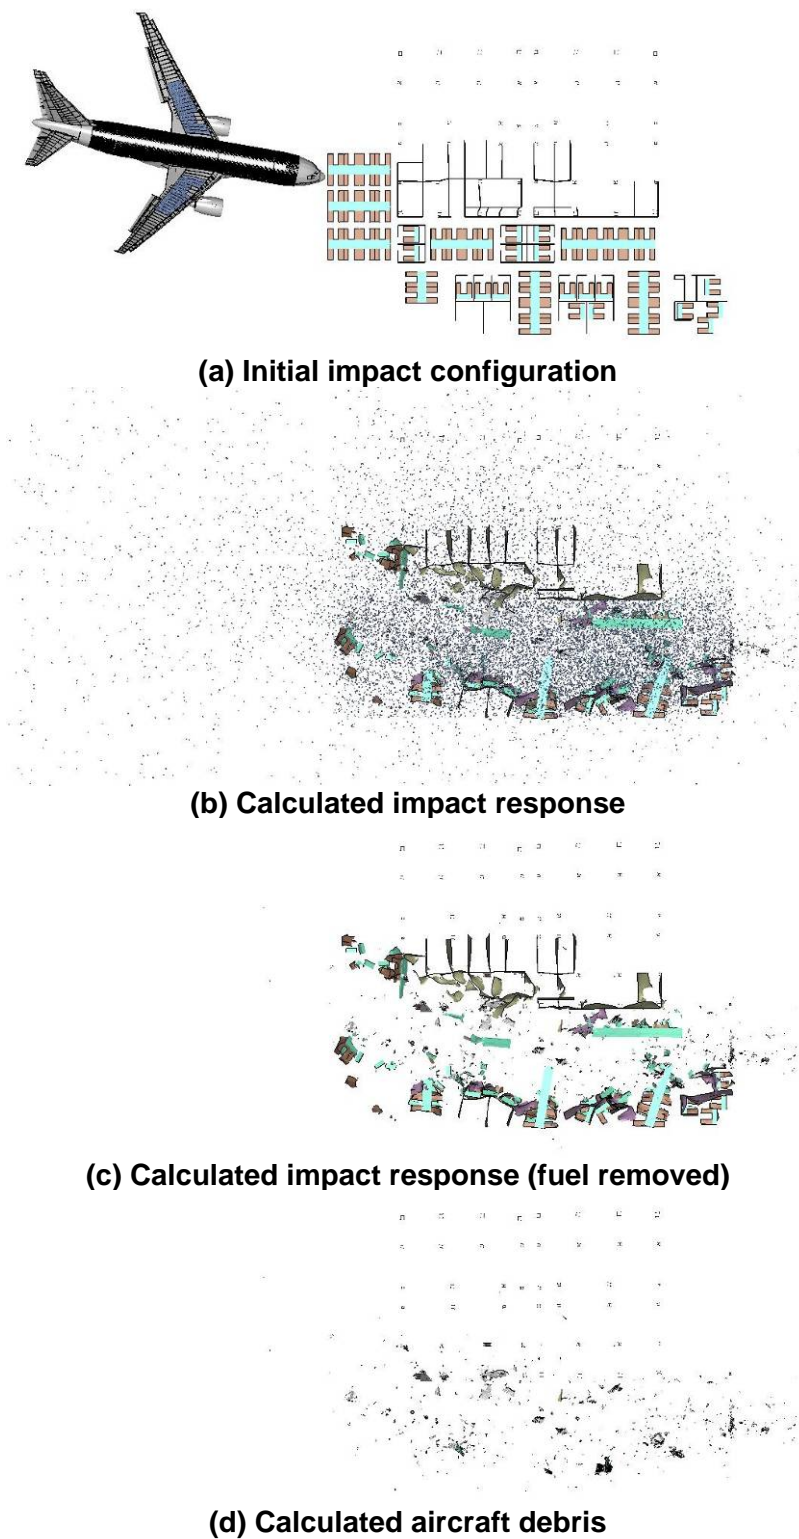 (a) Initial impact configuration
(b) Calculated impact response
(c) Calculated impact response (fuel removed)
(d) Calculated aircraft debris